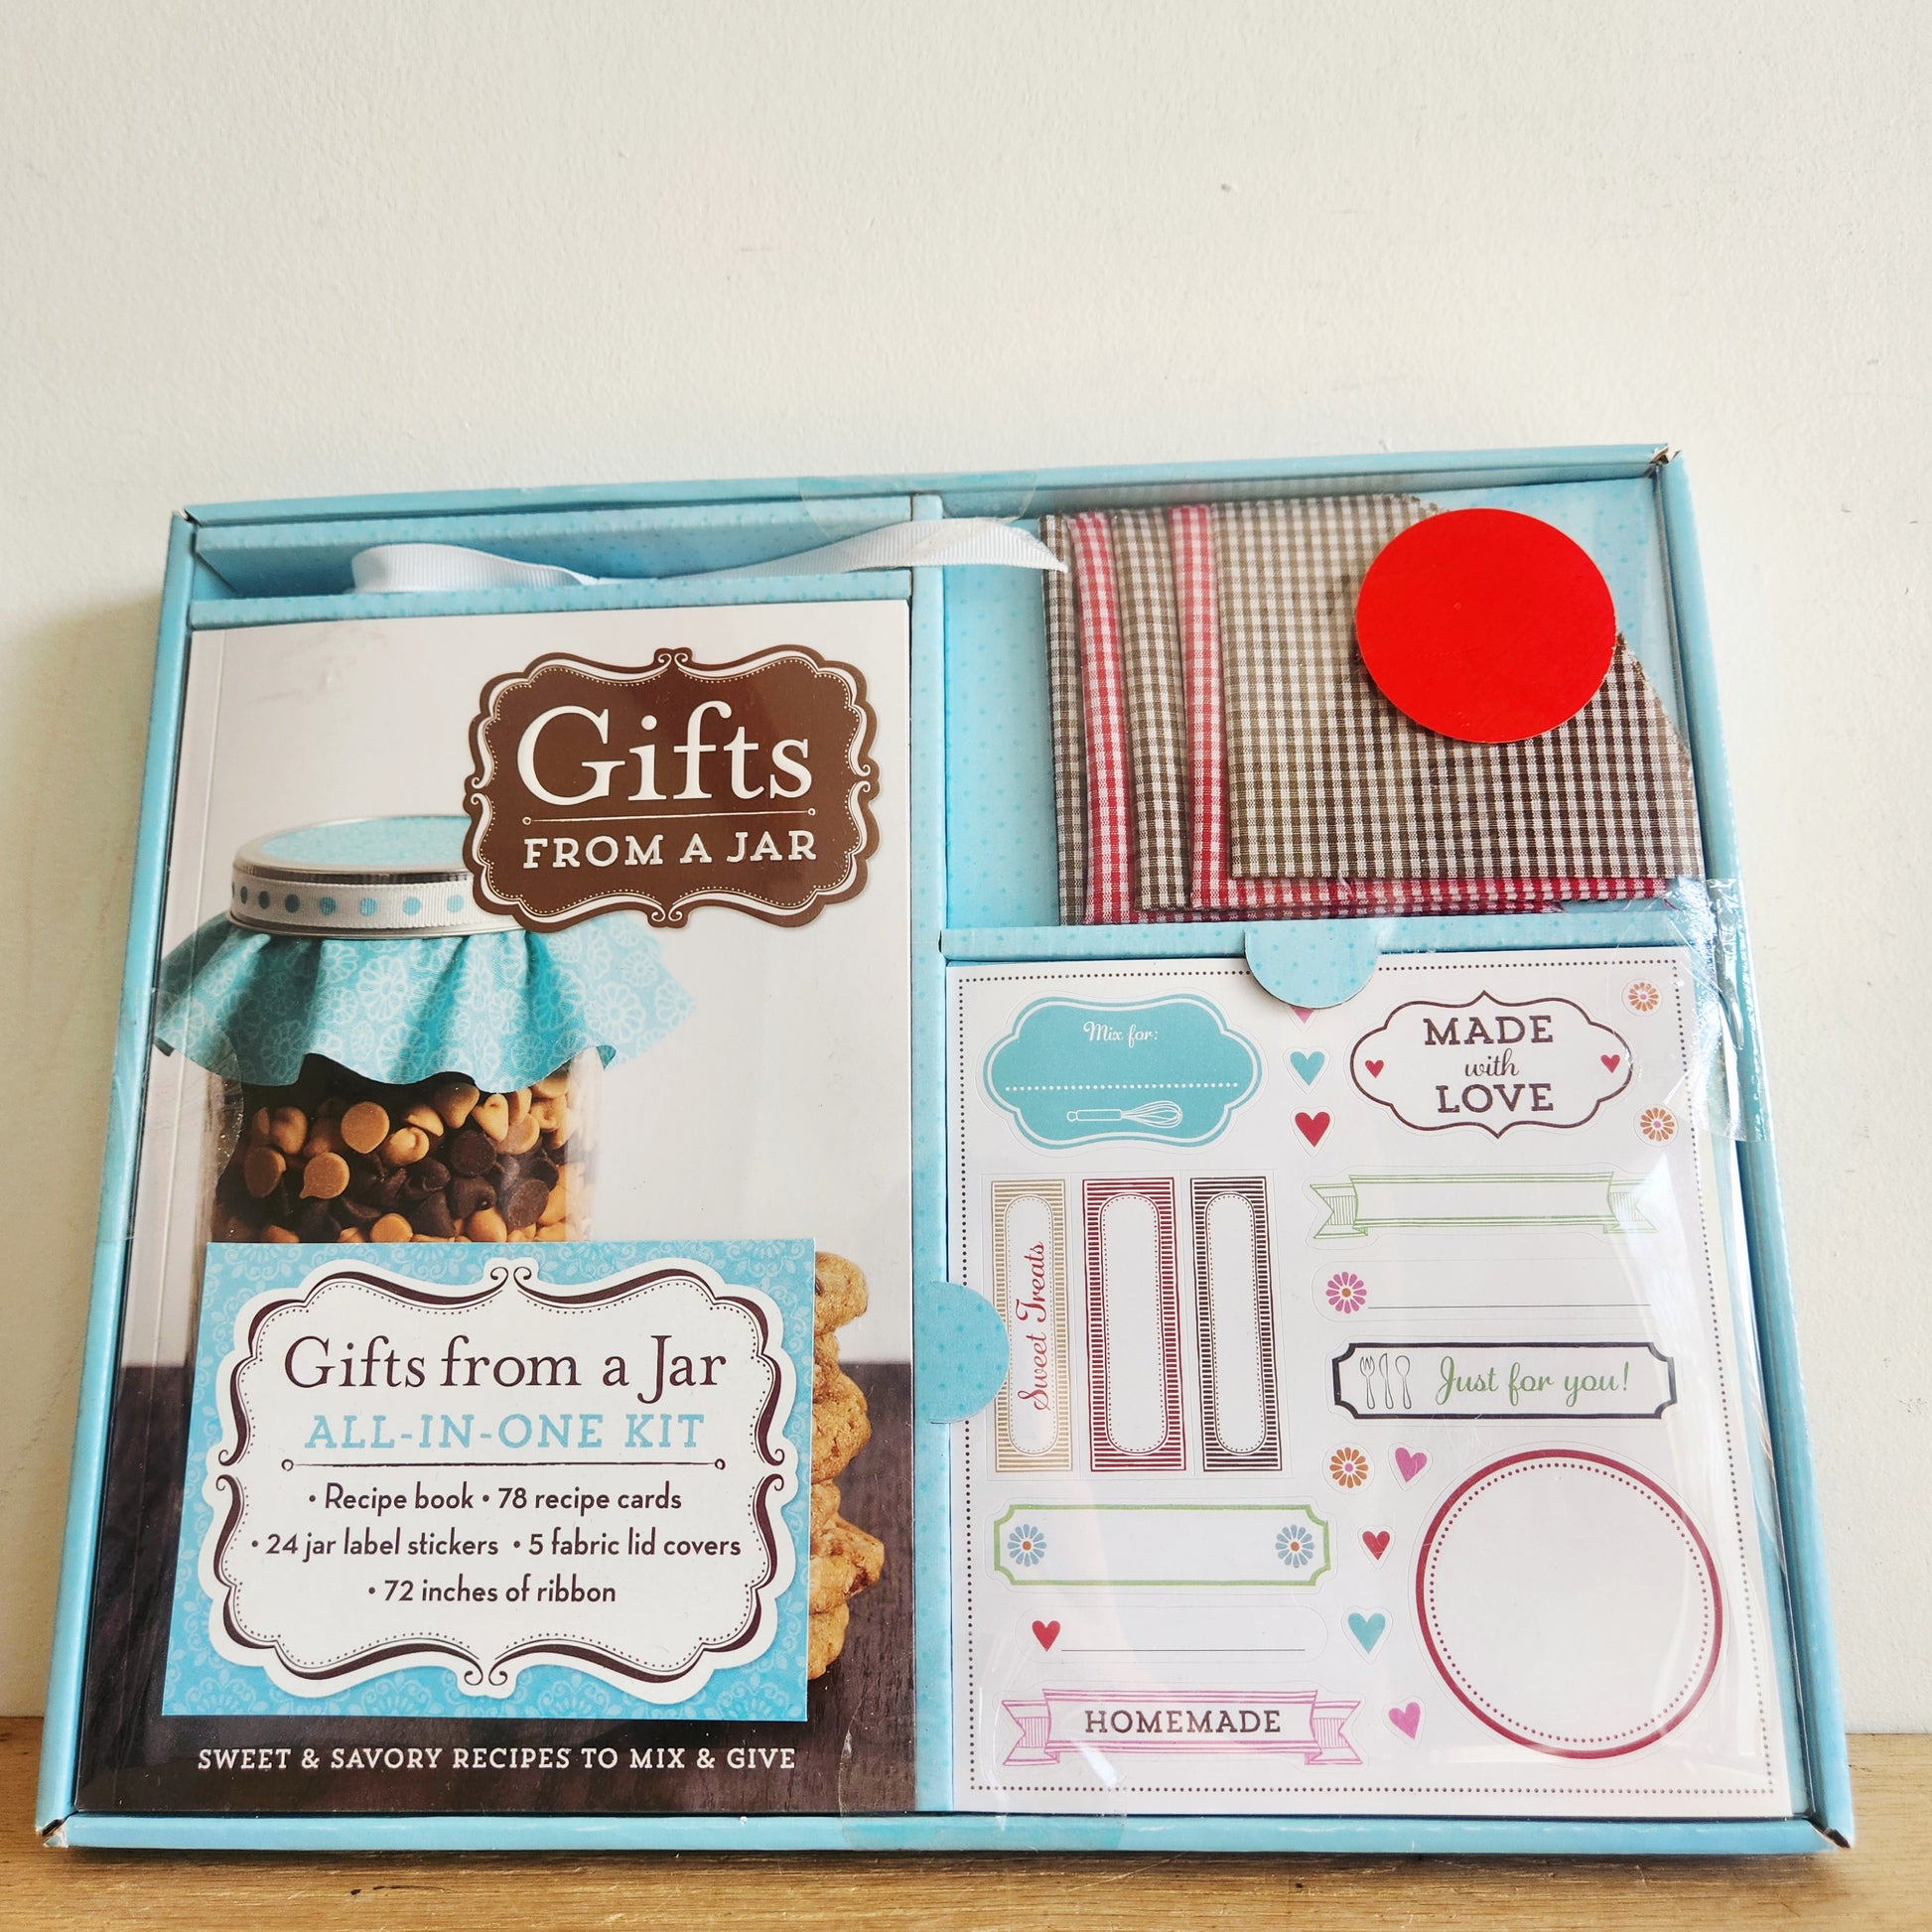 Gifts
FROM A JAR
Gifts from a Jar
ALL-IN-ONE KIT
• Recipe book • 78 recipe cards
• 24 jar label stickers • 5 fabric lid covers
• 72 inches of ribbon
SWEET & SAVORY RECIPES TO MIX & GIVE
Mix for:
MADE
with
LOVE
Sweet Treats
Just for you!
HOMEMADE